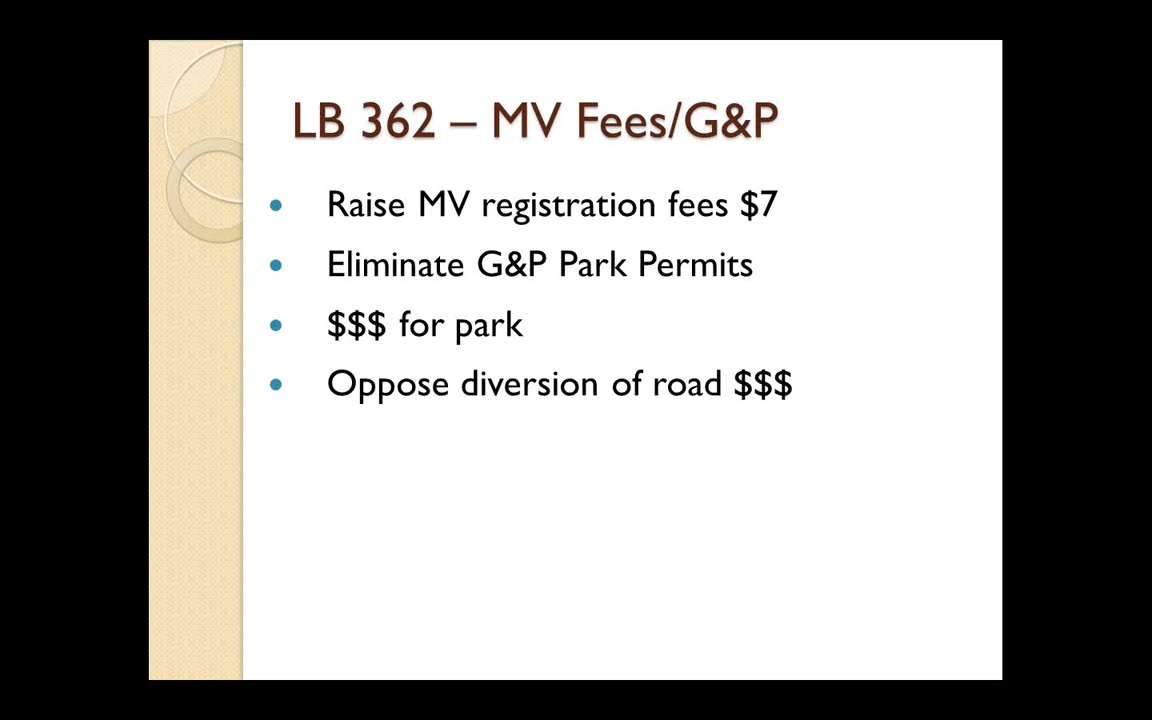 LB 362 – MV Fees/G&P
• Raise MV registration fees $7
• Eliminate G&P Park Permits
• $$$ for park
• Oppose diversion of road $$$